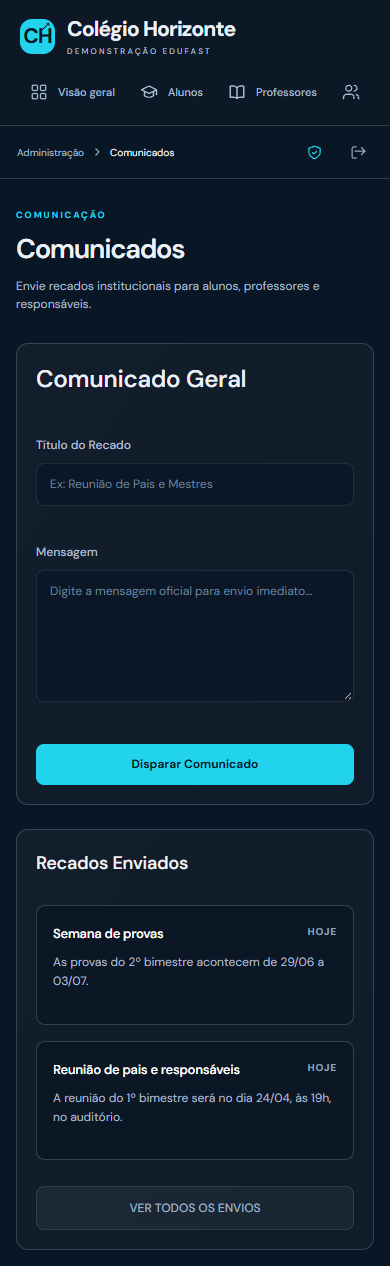 CH
Colégio Horizonte
DEMONSTRAÇÃO EDUFAST
Visão geral
Alunos
Professores
Administração
Comunicados
COMUNICAÇÃO
Comunicados
Envie recados institucionais para alunos, professores e
responsáveis.
Comunicado Geral
Título do Recado
Ex: Reunião de Pais e Mestres
Mensagem
Digite a mensagem oficial para envio imediato...
Disparar Comunicado
Recados Enviados
Semana de provas
HOJE
As provas do 2º bimestre acontecem de 29/06 a
03/07.
Reunião de pais e responsáveis
HOJE
A reunião do 1º bimestre será no dia 24/04, às 19h,
no auditório.
VER TODOS OS ENVIOS